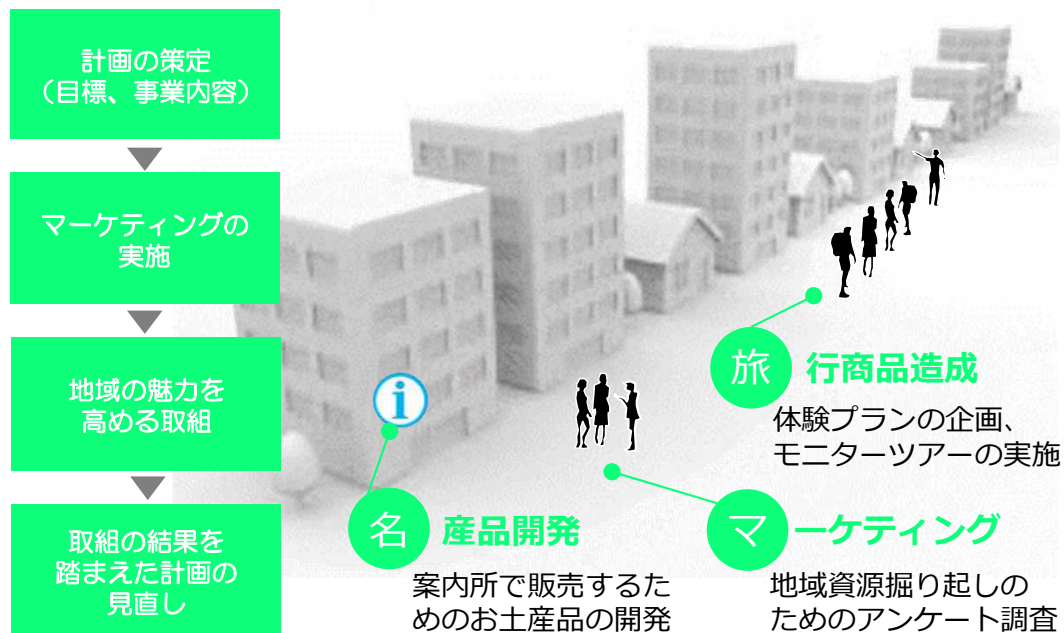 計画の策定
（目標、事業内容）
マーケティングの
実施
地域の魅力を
高める取組
取組の結果を
踏まえた計画の
見直し
i
旅行商品造成
体験プランの企画、
モニターツアーの実施
名産品開発
案内所で販売するた
めのお土産品の開発
マーケティング
地域資源掘り起しの
ためのアンケート調査